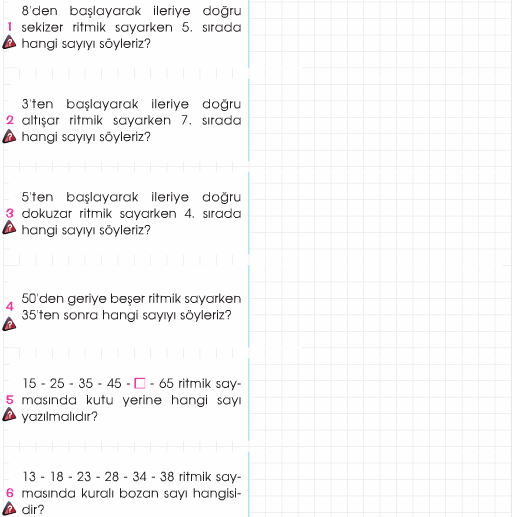 8'den başlayarak ileriye doğru
1 sekizer ritmik sayarken 5. sırada
hangi sayıyı söyleriz?
3'ten başlayarak ileriye doğru
2 altışar ritmik sayarken 7. sırada
hangi sayıyı söyleriz?
5'ten başlayarak ileriye doğru
3 dokuzar ritmik sayarken 4. sırada
hangi sayıyı söyleriz?
50'den geriye beşer ritmik sayarken
4 35'ten sonra hangi sayıyı söyleriz?
15 - 25 - 35 - 45 - □ - 65 ritmik say-
5 masında kutu yerine hangi sayı
yazılmalıdır?
13 - 18 - 23 - 28 - 34 - 38 ritmik say-
6 masında kuralı bozan sayı hangisi-
dir?